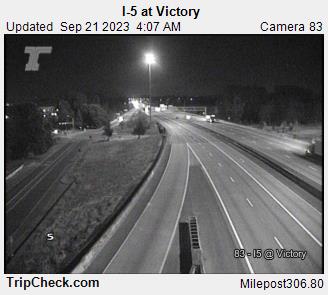 I-5 at Victory
Updated Sep 21 2023 4:07 AM Camera 83
T
S
83 - I5 @ Victory
TripCheck.com Milepost306.80